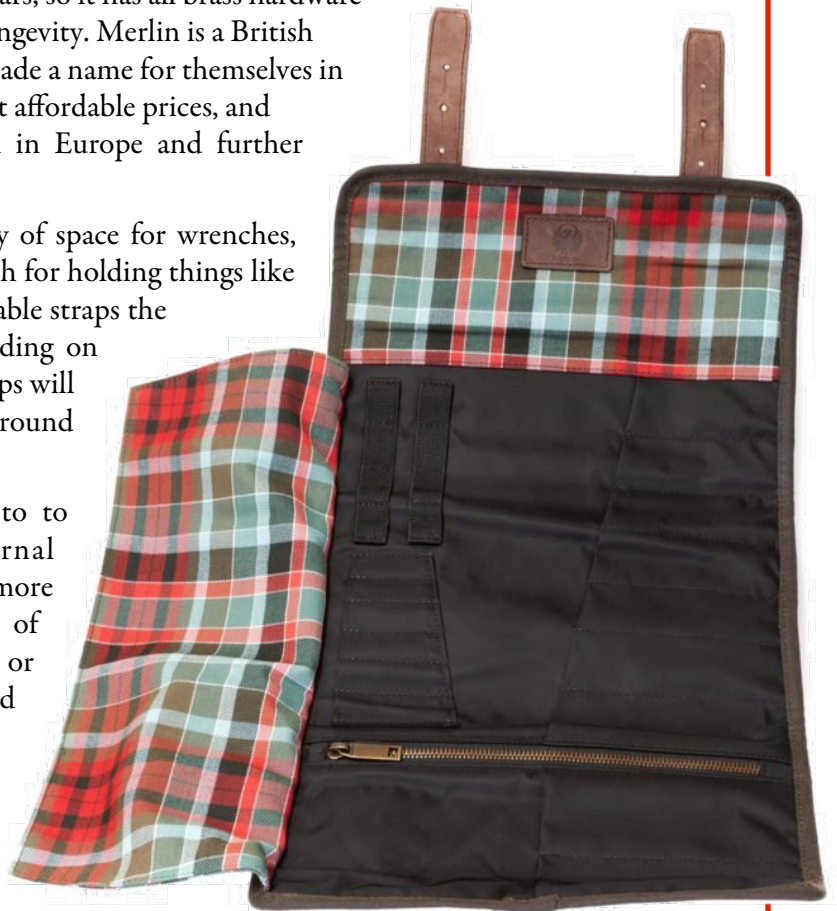 ars, so it has all brass hardware
ngevity. Merlin is a British
ade a name for themselves in
t affordable prices, and
in Europe and further
y of space for wrenches,
h for holding things like
able straps the
ding on
ps will
round
to to
rnal
more
of
or
d